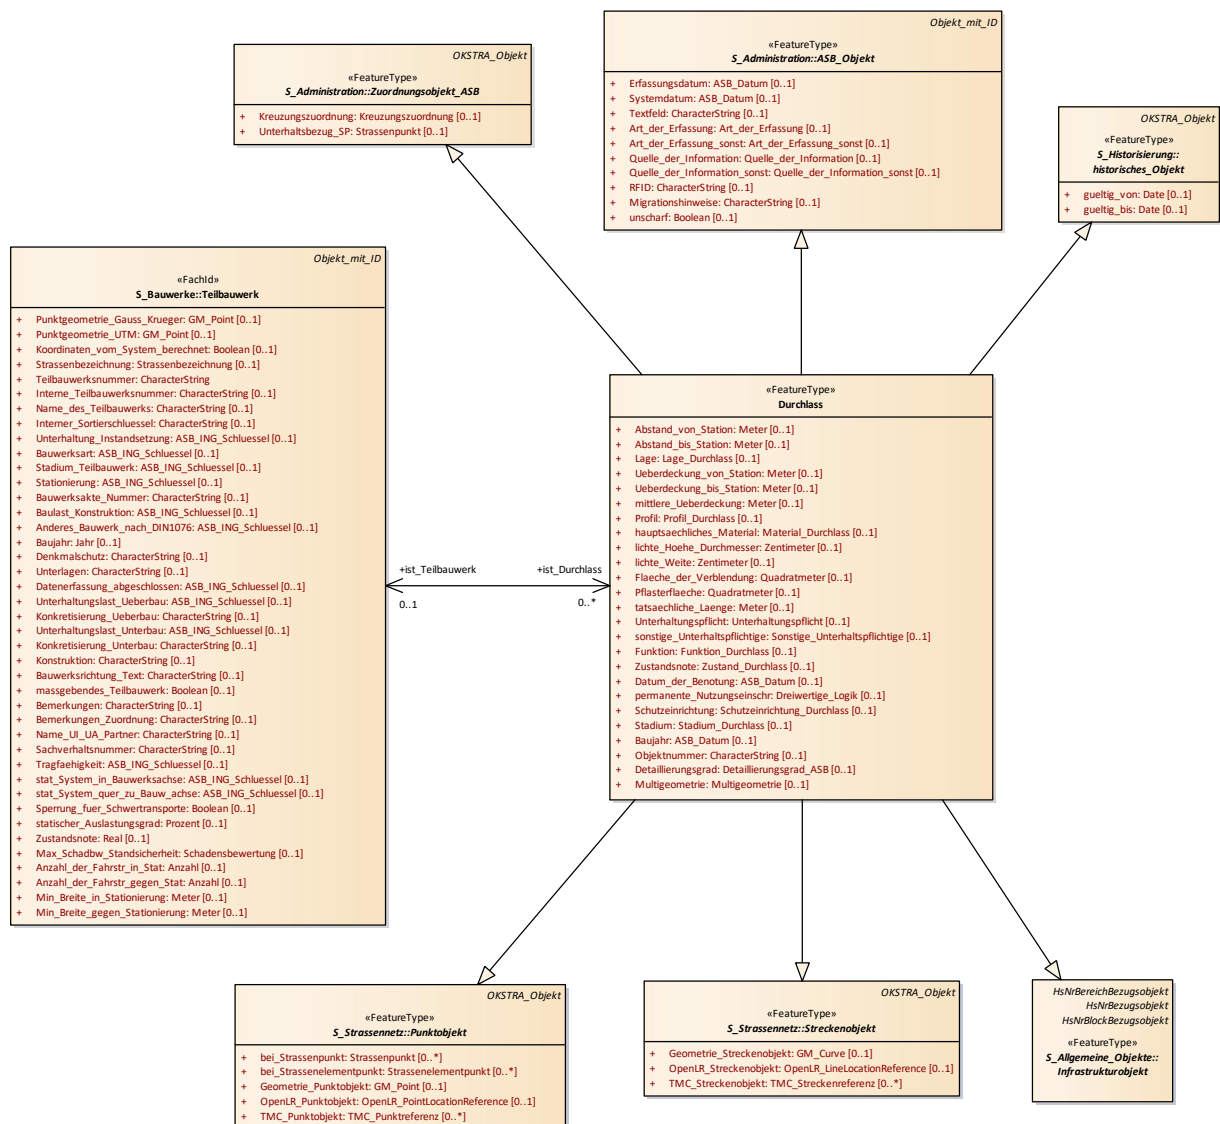 OKSTRA_Objekt
«FeatureType»
S_Administration::Zuordnungsobjekt_ASB
+ Kreuzungszuordnung: Kreuzungszuordnung [0..1]
+ Unterhaltsbezug_SP: Strassenpunkt [0..1]
Objekt_mit_ID
«FeatureType»
S_Administration::ASB_Objekt
+ Erfassungsdatum: ASB_Datum [0..1]
+ Systemdatum: ASB_Datum [0..1]
+ Textfeld: CharacterString [0..1]
+ Art_der_Erfassung: Art_der_Erfassung [0..1]
+ Art_der_Erfassung_sonst: Art_der_Erfassung_sonst [0..1]
+ Quelle_der_Information: Quelle_der_Information [0..1]
+ Quelle_der_Information_sonst: Quelle_der_Information_sonst [0..1]
+ RFID: CharacterString [0..1]
+ Migrationshinweise: CharacterString [0..1]
+ unscharf: Boolean [0..1]
OKSTRA_Objekt
«FeatureType»
S_Historisierung::
historisches_Objekt
+ gueltig_von: Date [0..1]
+ gueltig_bis: Date [0..1]
Objekt_mit_ID
«FachId»
S_Bauwerke::Teilbauwerk
+ Punktgeometrie_Gauss_Krueger: GM_Point [0..1]
+ Punktgeometrie_UTM: GM_Point [0..1]
+ Koordinaten_vom_System_berechnet: Boolean [0..1]
+ Strassenbezeichnung: Strassenbezeichnung [0..1]
+ Teilbauwerksnummer: CharacterString
+ Interne_Teilbauwerksnummer: CharacterString [0..1]
+ Name_des_Teilbauwerks: CharacterString [0..1]
+ Interner_Sortierschluessel: CharacterString [0..1]
+ Unterhaltung_Instandsetzung: ASB_ING_Schluessel [0..1]
+ Bauwerksart: ASB_ING_Schluessel [0..1]
+ Stadium_Teilbauwerk: ASB_ING_Schluessel [0..1]
+ Stationierung: ASB_ING_Schluessel [0..1]
+ Bauwerksakte_Nummer: CharacterString [0..1]
+ Baulast_Konstruktion: ASB_ING_Schluessel [0..1]
+ Anderes_Bauwerk_nach_DIN1076: ASB_ING_Schluessel [0..1]
+ Baujahr: Jahr [0..1]
+ Denkmalschutz: CharacterString [0..1]
+ Unterlagen: CharacterString [0..1]
+ Datenerfassung_abgeschlossen: ASB_ING_Schluessel [0..1]
+ Unterhaltungslast_Ueberbau: ASB_ING_Schluessel [0..1]
+ Konkretisierung_Ueberbau: CharacterString [0..1]
+ Unterhaltungslast_Unterbau: ASB_ING_Schluessel [0..1]
+ Konkretisierung_Unterbau: CharacterString [0..1]
+ Konstruktion: CharacterString [0..1]
+ Bauwerksrichtung_Text: CharacterString [0..1]
+ massgebendes_Teilbauwerk: Boolean [0..1]
+ Bemerkungen: CharacterString [0..1]
+ Bemerkungen_Zuordnung: CharacterString [0..1]
+ Name_UI_UA_Partner: CharacterString [0..1]
+ Sachverhaltsnummer: CharacterString [0..1]
+ Tragfaehigkeit: ASB_ING_Schluessel [0..1]
+ stat_System_in_Bauwerksachse: ASB_ING_Schluessel [0..1]
+ stat_System_quer_zu_Bauw_achse: ASB_ING_Schluessel [0..1]
+ Sperrung_fuer_Schwertransporte: Boolean [0..1]
+ statischer_Auslastungsgrad: Prozent [0..1]
+ Zustandsnote: Real [0..1]
+ Max_Schadbw_Standsicherheit: Schadensbewertung [0..1]
+ Anzahl_der_Fahrstr_in_Stat: Anzahl [0..1]
+ Anzahl_der_Fahrstr_gegen_Stat: Anzahl [0..1]
+ Min_Breite_in_Stationierung: Meter [0..1]
+ Min_Breite_gegen_Stationierung: Meter [0..1]
+ist_Teilbauwerk
0..1
+ist_Durchlass
0..*
«FeatureType»
Durchlass
+ Abstand_von_Station: Meter [0..1]
+ Abstand_bis_Station: Meter [0..1]
+ Lage: Lage_Durchlass [0..1]
+ Ueberdeckung_von_Station: Meter [0..1]
+ Ueberdeckung_bis_Station: Meter [0..1]
+ mittlere_Ueberdeckung: Meter [0..1]
+ Profil: Profil_Durchlass [0..1]
+ hauptsaechliches_Material: Material_Durchlass [0..1]
+ lichte_Hoehe_Durchmesser: Zentimeter [0..1]
+ lichte_Weite: Zentimeter [0..1]
+ Flaeche_der_Verblendung: Quadratmeter [0..1]
+ Pflasterflaeche: Quadratmeter [0..1]
+ tatsaechliche_Laenge: Meter [0..1]
+ Unterhaltungspflicht: Unterhaltungspflicht [0..1]
+ sonstige_Unterhaltspflichtige: Sonstige_Unterhaltspflichtige [0..1]
+ Funktion: Funktion_Durchlass [0..1]
+ Zustandsnote: Zustand_Durchlass [0..1]
+ Datum_der_Benotung: ASB_Datum [0..1]
+ permanente_Nutzungseinschr: Dreiwertige_Logik [0..1]
+ Schutzeinrichtung: Schutzeinrichtung_Durchlass [0..1]
+ Stadium: Stadium_Durchlass [0..1]
+ Baujahr: ASB_Datum [0..1]
+ Objektnummer: CharacterString [0..1]
+ Detaillierungsgrad: Detaillierungsgrad_ASB [0..1]
+ Multigeometrie: Multigeometrie [0..1]
OKSTRA_Objekt
«FeatureType»
S_Strassennetz::Punktobjekt
+ bei_Strassenpunkt: Strassenpunkt [0..*]
+ bei_Strassenelementpunkt: Strassenelementpunkt [0..*]
+ Geometrie_Punktobjekt: GM_Point [0..1]
+ OpenLR_Punktobjekt: OpenLR_PointLocationReference [0..1]
+ TMC_Punktobjekt: TMC_Punktreferenz [0..*]
OKSTRA_Objekt
«FeatureType»
S_Strassennetz::Streckenobjekt
+ Geometrie_Streckenobjekt: GM_Curve [0..1]
+ OpenLR_Streckenobjekt: OpenLR_LineLocationReference [0..1]
+ TMC_Streckenobjekt: TMC_Streckenreferenz [0..*]
HsNrBereichBezugsobjekt
HsNrBezugsobjekt
HsNrBlockBezugsobjekt
«FeatureType»
S_Allgemeine_Objekte::
Infrastrukturobjekt